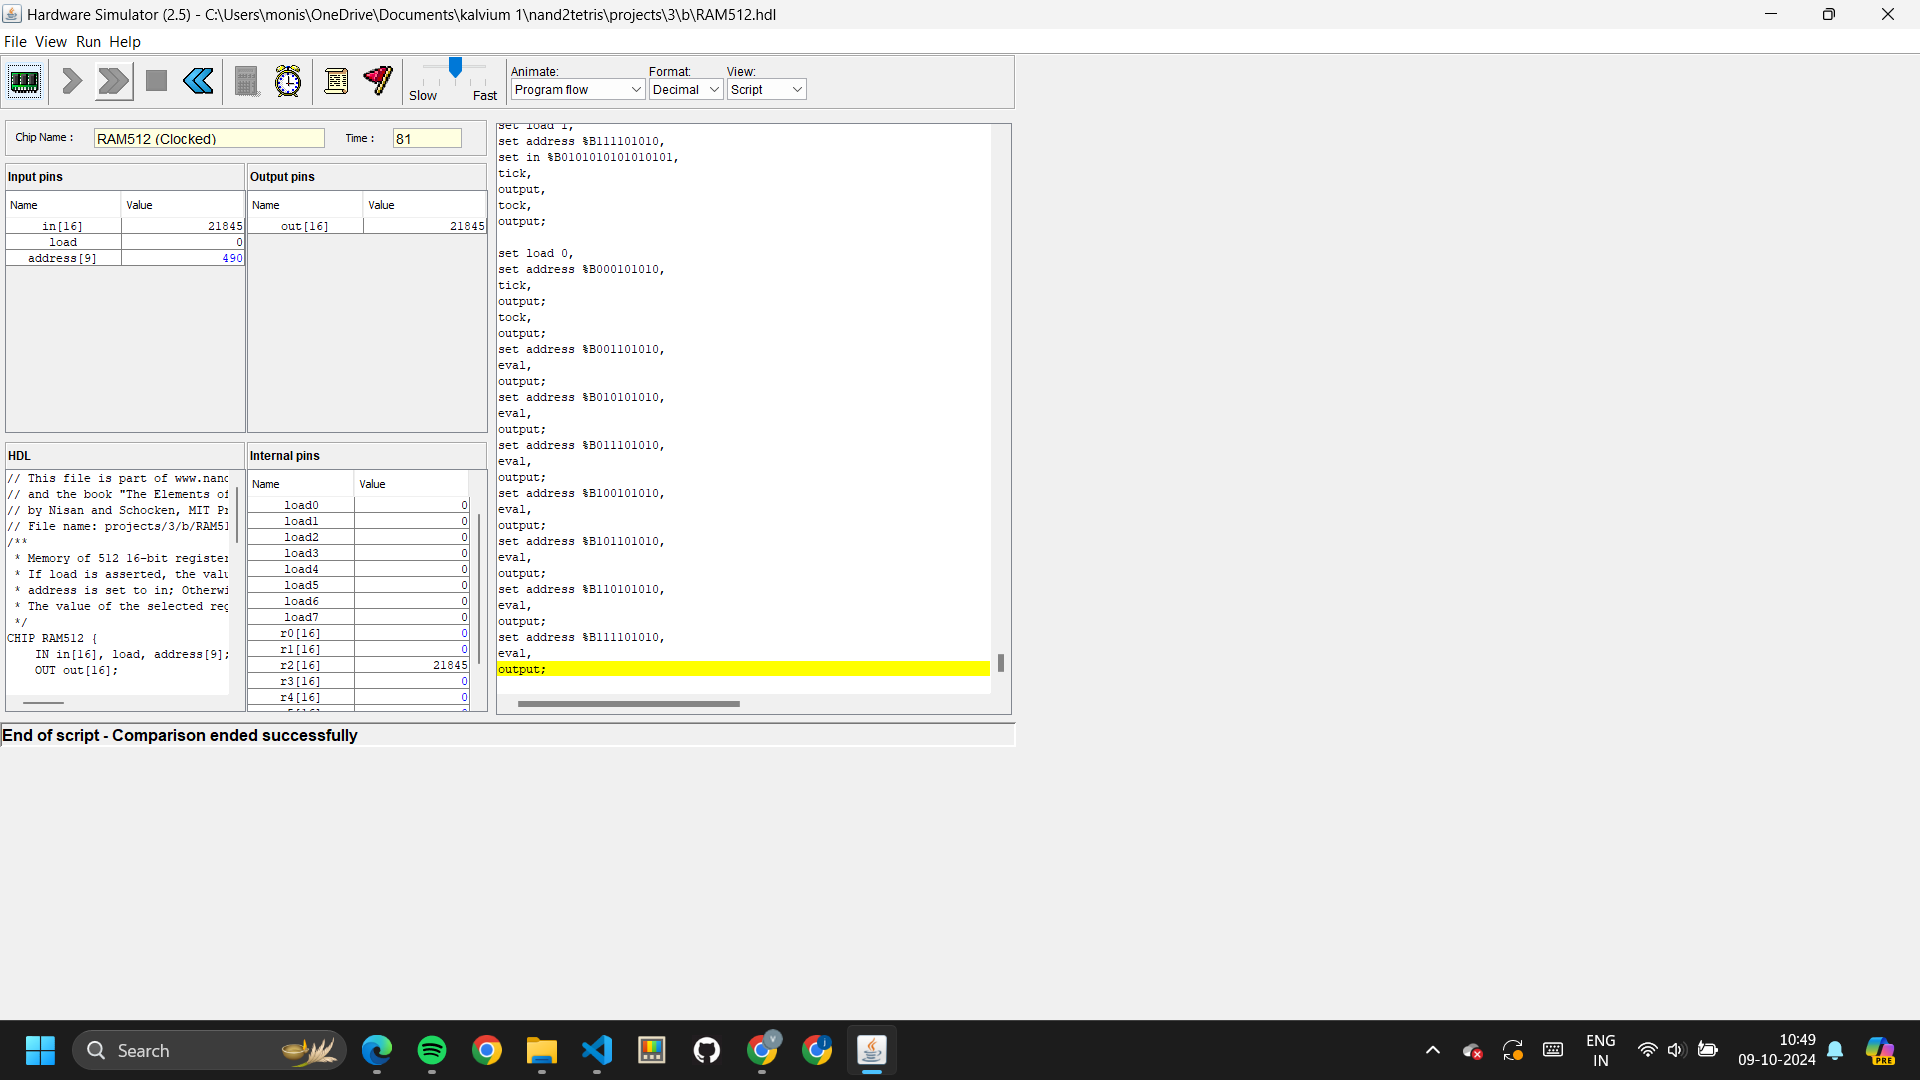 Hardware Simulator (2.5) - C:\Users\monis\OneDrive\Documents\kalvium 1\nand2tetris\projects\3\b\RAM512.hdl
File View Run Help
Slow Fast
Animate:
Program flow
Format:
Decimal
View:
Script
Chip Name :
RAM512 (Clocked)
Time :
81
Input pins
Name Value
in[16] 21845
load 0
address[9] 490
Output pins
Name Value
out[16] 21845
HDL
// This file is part of www.nand
// and the book "The Elements of
// by Nisan and Schocken, MIT Pr
// File name: projects/3/b/RAM51
/**
* Memory of 512 16-bit register
* If load is asserted, the valu
* address is set to in; Otherwi
* The value of the selected reg
*/
CHIP RAM512 {
IN in[16], load, address[9];
OUT out[16];
Internal pins
Name Value
load0 0
load1 0
load2 0
load3 0
load4 0
load5 0
load6 0
load7 0
r0[16] 0
r1[16] 0
r2[16] 21845
r3[16] 0
r4[16] 0
set load 1,
set address %B111101010,
set in %B0101010101010101,
tick,
output,
tock,
output;
set load 0,
set address %B000101010,
tick,
output;
tock,
output;
set address %B001101010,
eval,
output;
set address %B010101010,
eval,
output;
set address %B011101010,
eval,
output;
set address %B100101010,
eval,
output;
set address %B101101010,
eval,
output;
set address %B110101010,
eval,
output;
set address %B111101010,
eval,
output;
End of script - Comparison ended successfully
Search
ENG
IN
10:49
09-10-2024
PRE